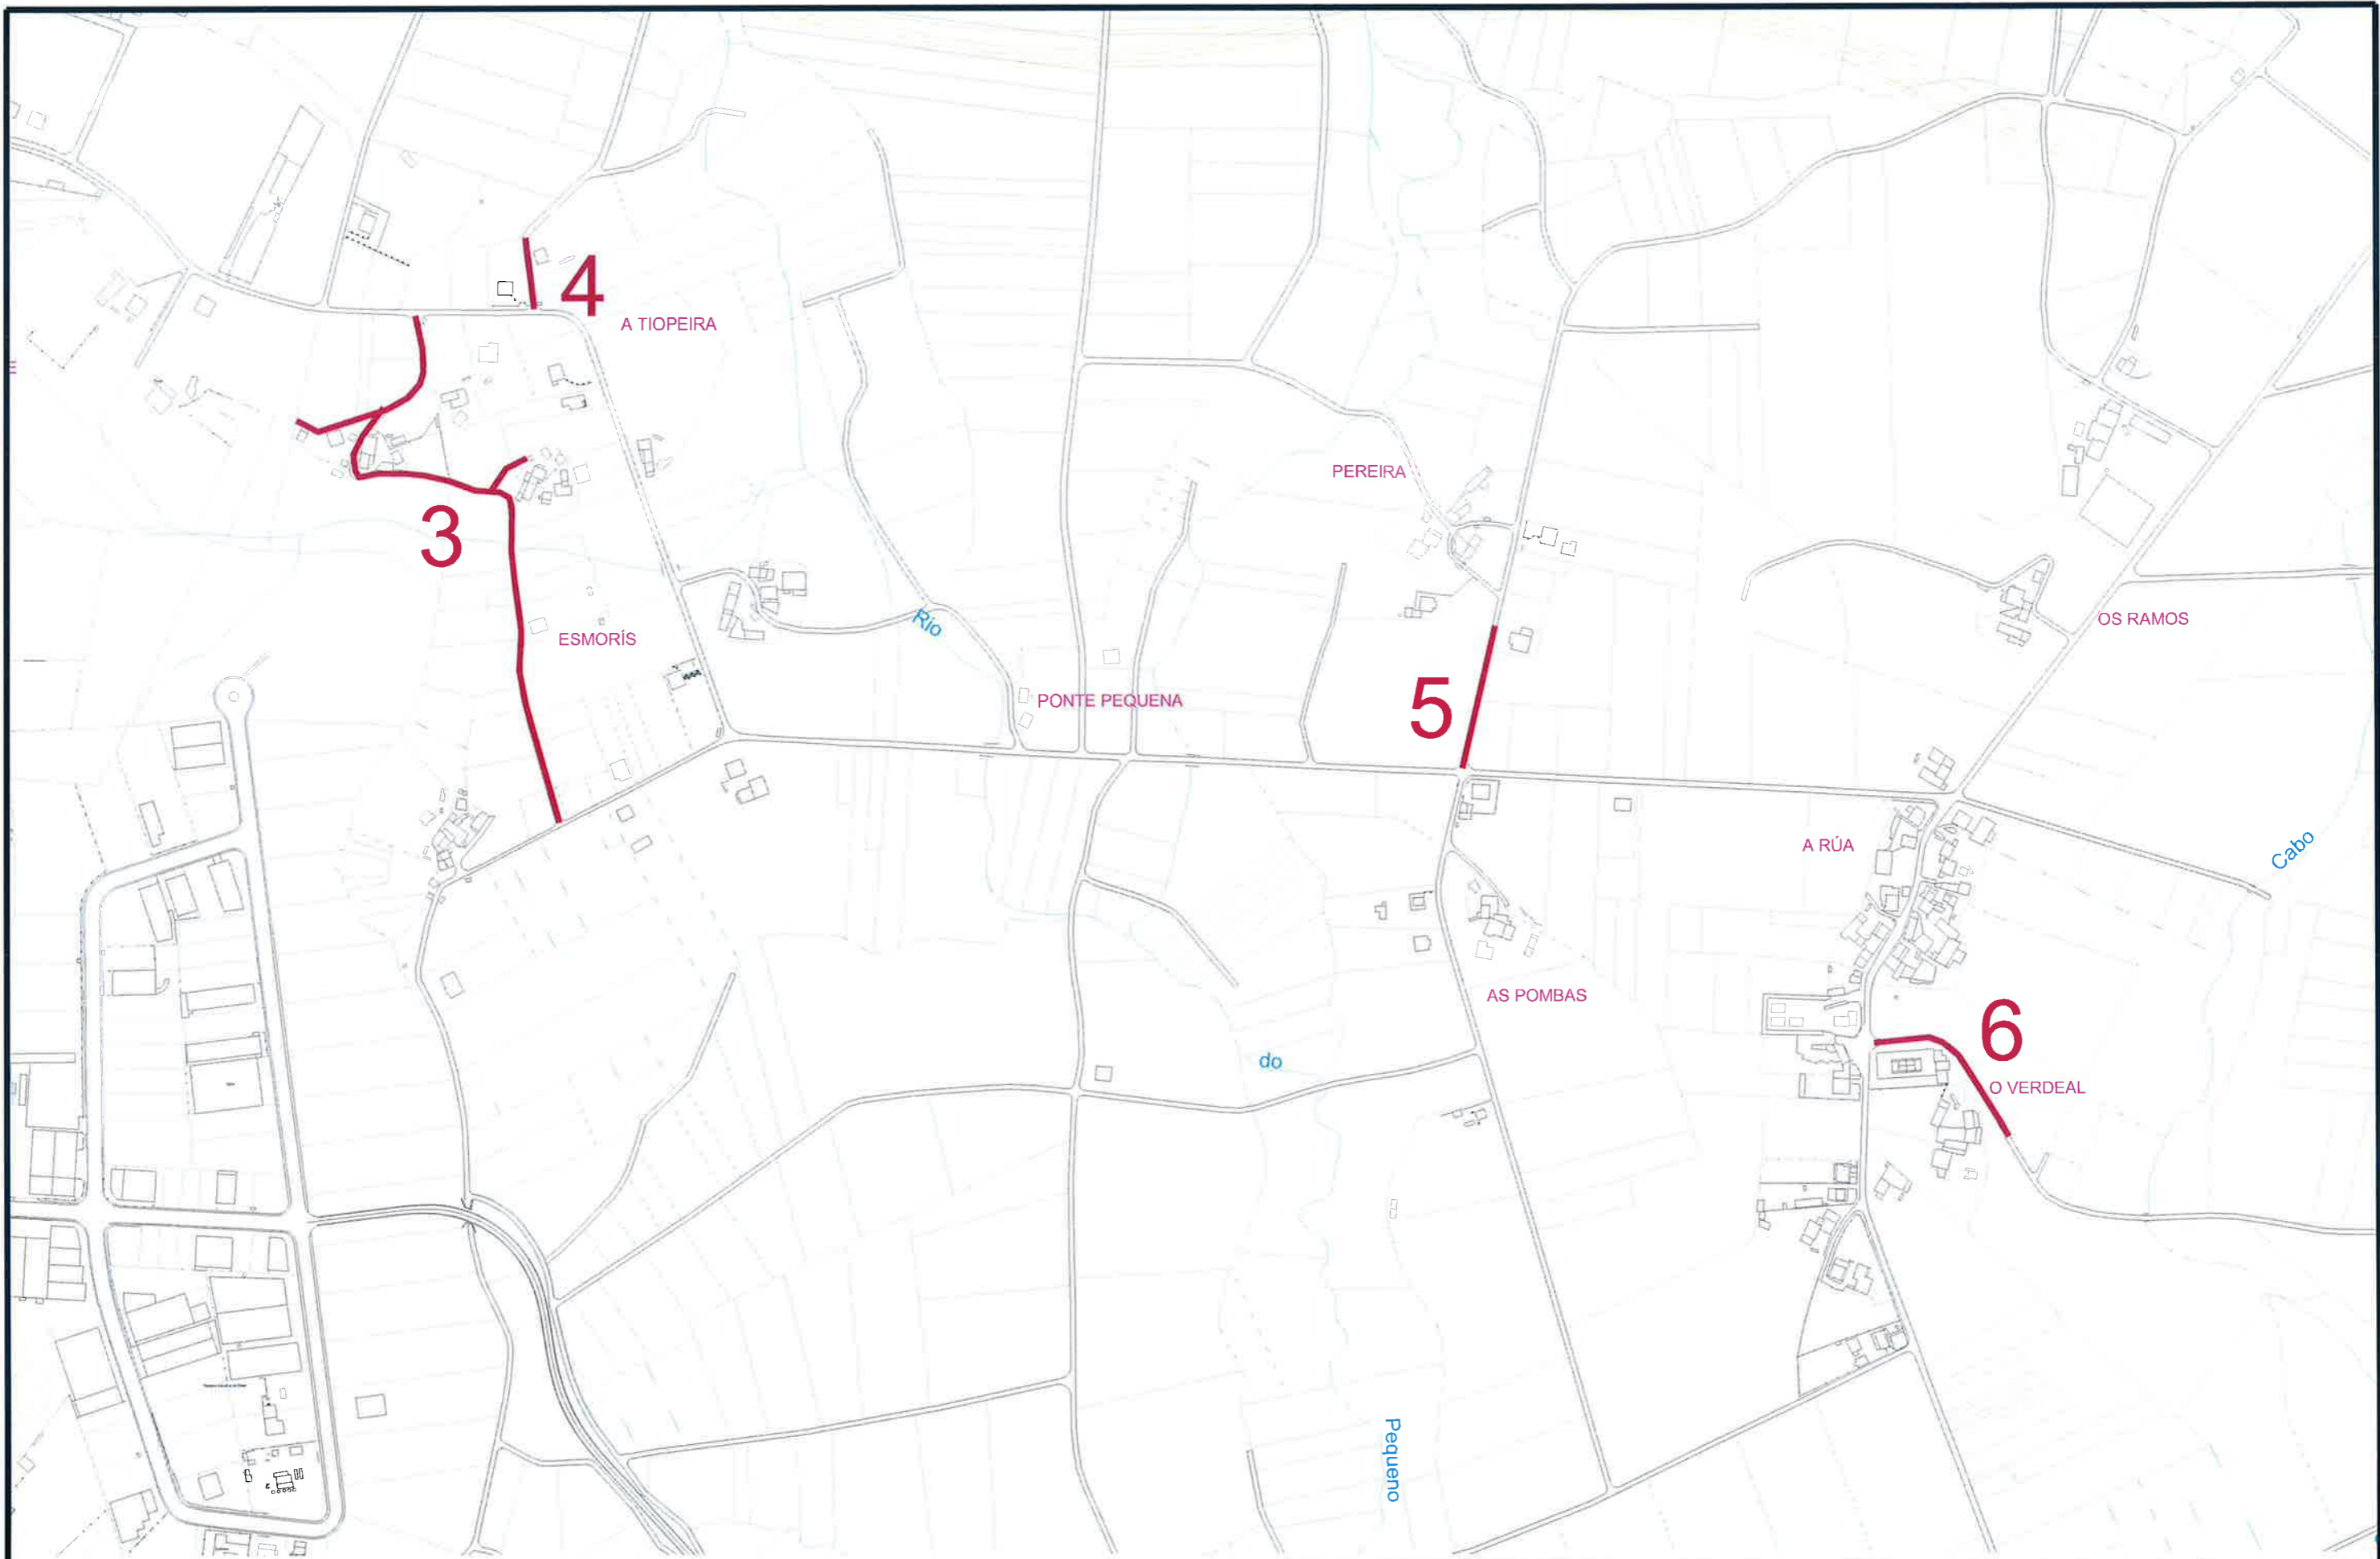 4
A TIOPEIRA
E
PEREIRA
3
Río
OS RAMOS
ESMORÍS
PONTE PEQUENA
5
A RÚA
Cabo
AS POMBAS
6
do
O VERDEAL
Pequeno